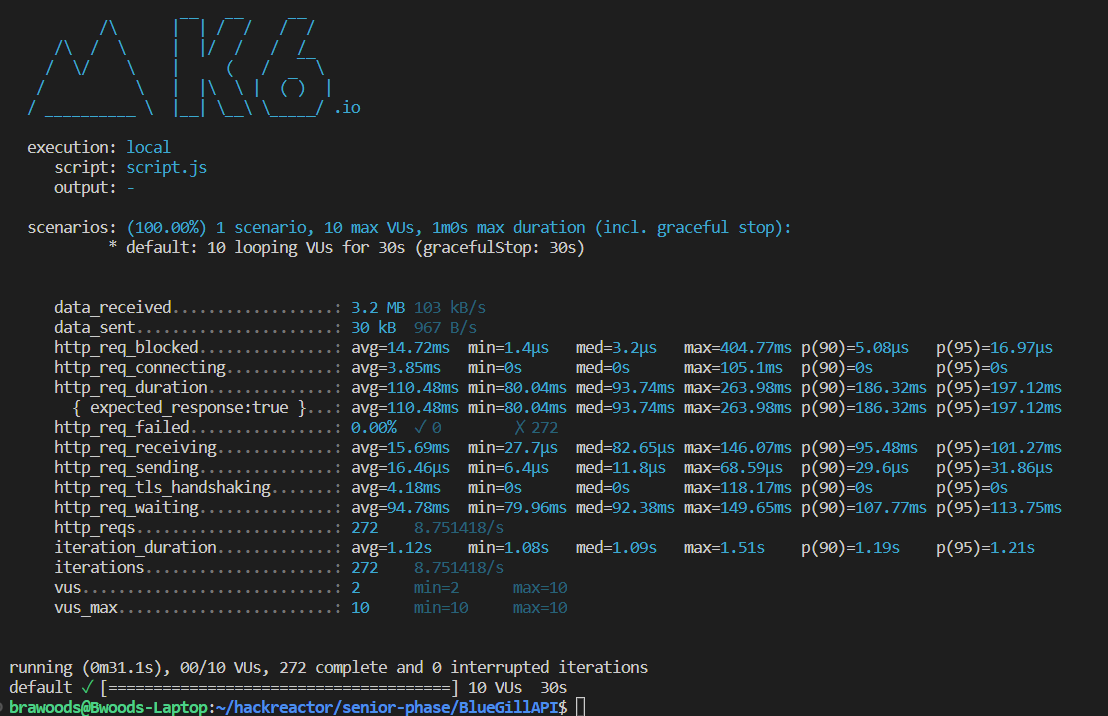 /\      |‾‾| /‾‾/   /‾‾/
     /\  /  \     |  |/  /   /  /
    /  \/    \    |     (   /   ‾‾\
   /          \   |  |\  \ |  (‾)  |
  / __________ \  |__| \__\ \_____/ .io
execution: local
script: script.js
output: -
scenarios: (100.00%) 1 scenario, 10 max VUs, 1m0s max duration (incl. graceful stop):
* default: 10 looping VUs for 30s (gracefulStop: 30s)
data_received..................: 3.2 MB 103 kB/s
data_sent......................: 30 kB 967 B/s
http_req_blocked...............: avg=14.72ms min=1.4µs med=3.2µs max=404.77ms p(90)=5.08µs p(95)=16.97µs
http_req_connecting............: avg=3.85ms min=0s med=0s max=105.1ms p(90)=0s p(95)=0s
http_req_duration..............: avg=110.48ms min=80.04ms med=93.74ms max=263.98ms p(90)=186.32ms p(95)=197.12ms
{ expected_response:true }...: avg=110.48ms min=80.04ms med=93.74ms max=263.98ms p(90)=186.32ms p(95)=197.12ms
http_req_failed................: 0.00% ✓ 0 ✗ 272
http_req_receiving.............: avg=15.69ms min=27.7µs med=82.65µs max=146.07ms p(90)=95.48ms p(95)=101.27ms
http_req_sending...............: avg=16.46µs min=6.4µs med=11.8µs max=68.59µs p(90)=29.6µs p(95)=31.86µs
http_req_tls_handshaking.......: avg=4.18ms min=0s med=0s max=118.17ms p(90)=0s p(95)=0s
http_req_waiting...............: avg=94.78ms min=79.96ms med=92.38ms max=149.65ms p(90)=107.77ms p(95)=113.75ms
http_reqs......................: 272 8.751418/s
iteration_duration.............: avg=1.12s min=1.08s med=1.09s max=1.51s p(90)=1.19s p(95)=1.21s
iterations.....................: 272 8.751418/s
vus............................: 2 min=2 max=10
vus_max........................: 10 min=10 max=10
running (0m31.1s), 00/10 VUs, 272 complete and 0 interrupted iterations
default ✓ [======================================] 10 VUs 30s
brawoods@Bwoods-Laptop:~/hackreactor/senior-phase/BlueGillAPI$